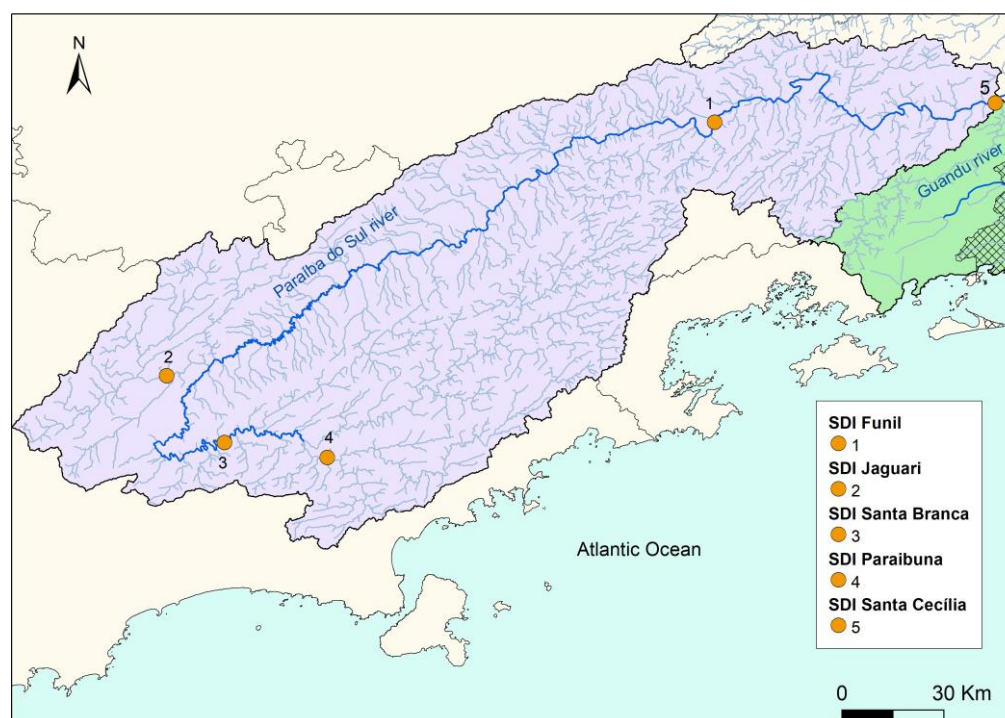 N
1
5
Guandu river
Paraíba do Sul river
2
3
4
Atlantic Ocean
SDI Funil
1
SDI Jaguari
2
SDI Santa Branca
3
SDI Paraibuna
4
SDI Santa Cecília
5
0 30 Km